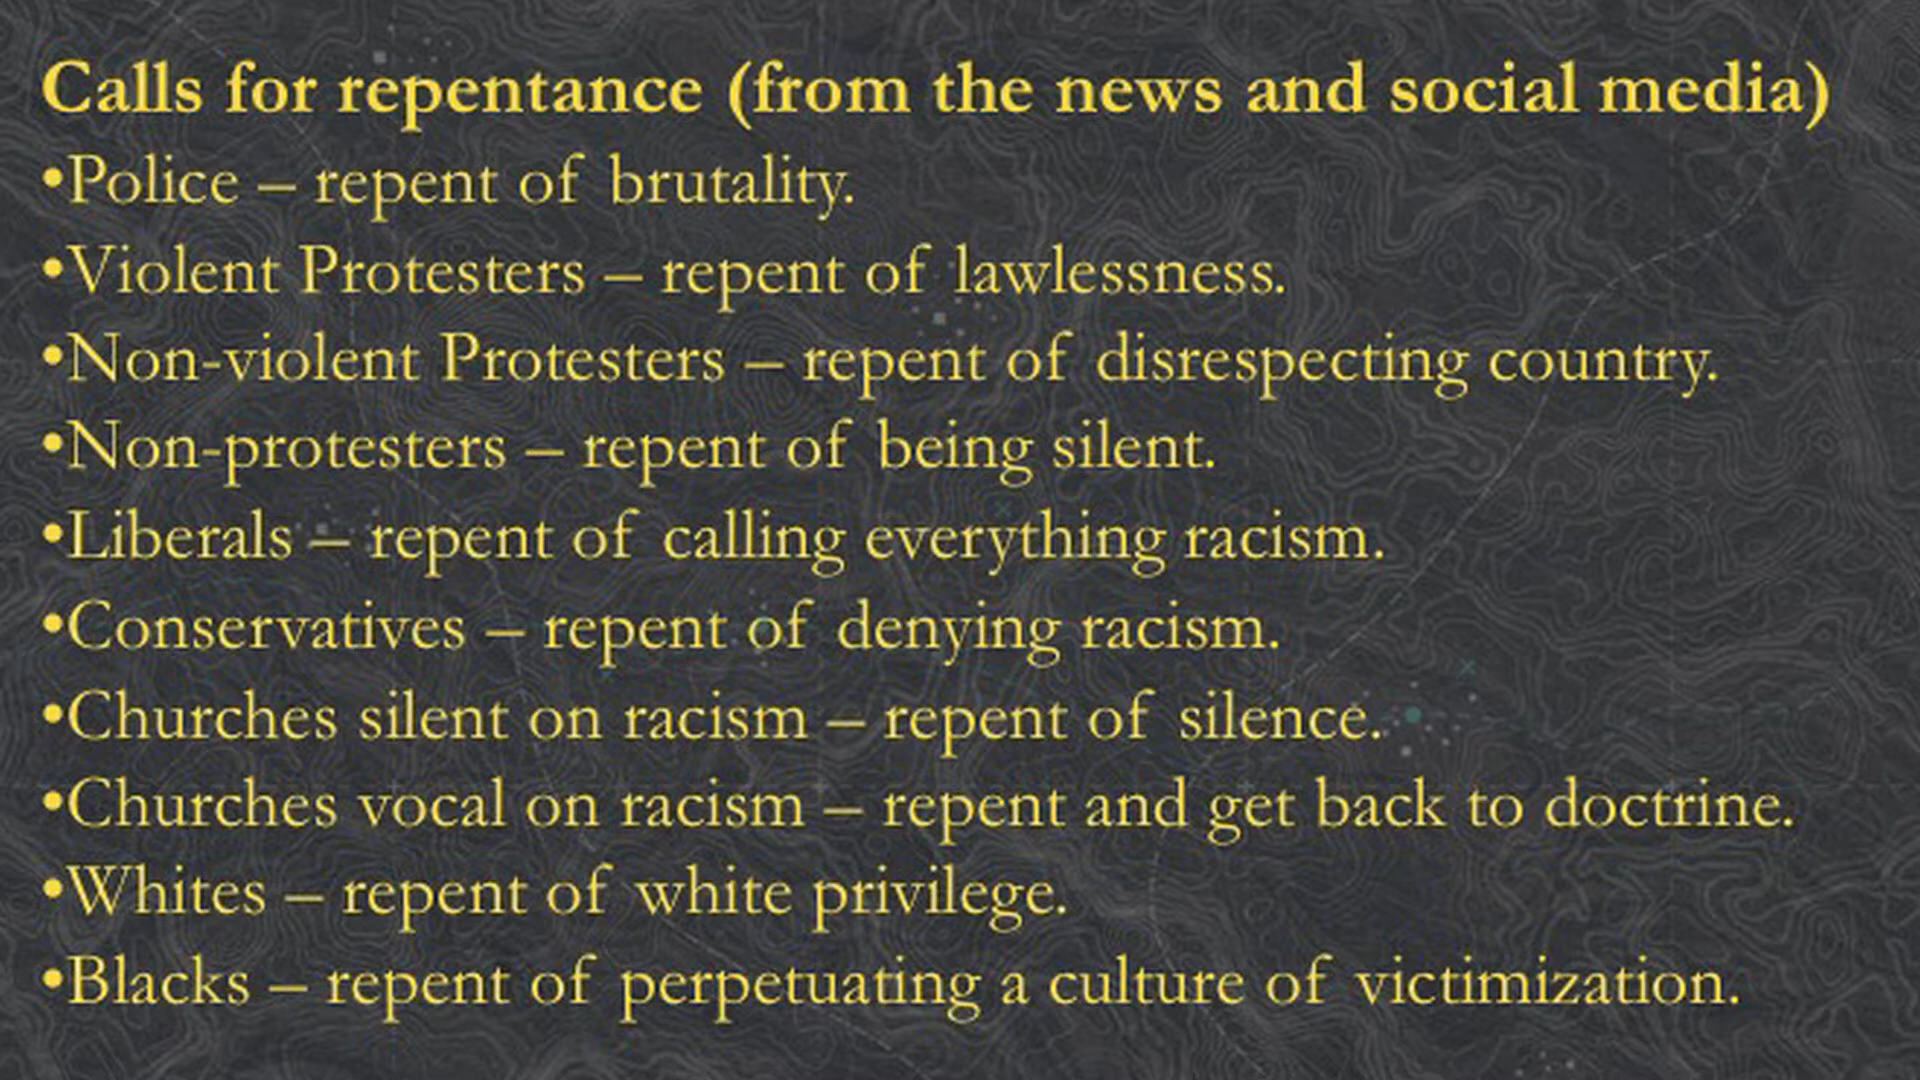 Calls for repentance (from the news and social media)
•Police – repent of brutality.
•Violent Protesters – repent of lawlessness.
•Non-violent Protesters – repent of disrespecting country.
•Non-protesters – repent of being silent.
•Liberals – repent of calling everything racism.
•Conservatives – repent of denying racism.
•Churches silent on racism – repent of silence.
•Churches vocal on racism – repent and get back to doctrine.
•Whites – repent of white privilege.
•Blacks – repent of perpetuating a culture of victimization.